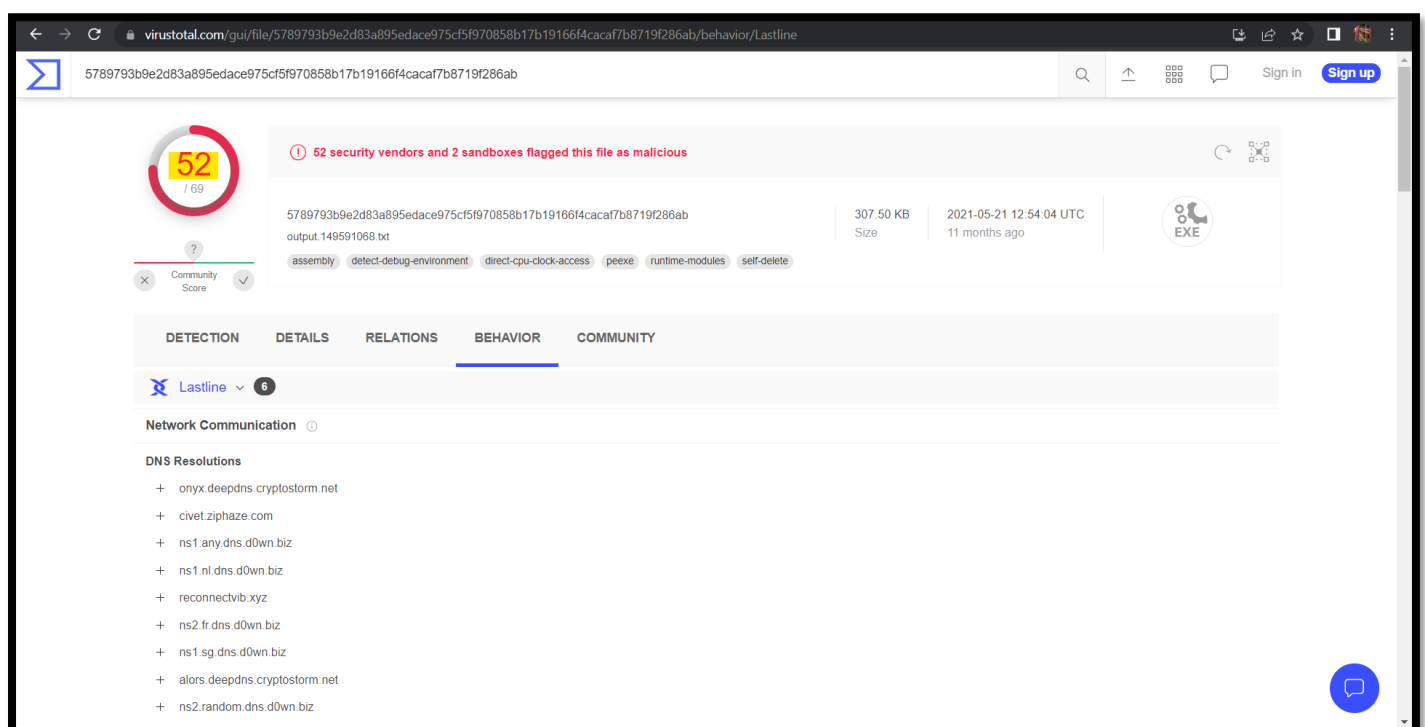 virustotal.com/gui/file/5789793b9e2d83a895edace975cf5f970858b17b19166f4cacaf7b8719f286ab/behavior/Lastline
5789793b9e2d83a895edace975cf5f970858b17b19166f4cacaf7b8719f286ab
Sign in
Sign up
52
/ 69
52 security vendors and 2 sandboxes flagged this file as malicious
5789793b9e2d83a895edace975cf5f970858b17b19166f4cacaf7b8719f286ab
output.149591068.txt
307.50 KB
Size
2021-05-21 12:54:04 UTC
11 months ago
EXE
assembly detect-debug-environment direct-cpu-clock-access peexe runtime-modules self-delete
?
Community
Score
DETECTION DETAILS RELATIONS BEHAVIOR COMMUNITY
Lastline 6
Network Communication
DNS Resolutions
+ onyx.deepdns.cryptostorm.net
+ civet.ziphaze.com
+ ns1.any.dns.d0wn.biz
+ ns1.nl.dns.d0wn.biz
+ reconnectvib.xyz
+ ns2.fr.dns.d0wn.biz
+ ns1.sg.dns.d0wn.biz
+ alors.deepdns.cryptostorm.net
+ ns2.random.dns.d0wn.biz